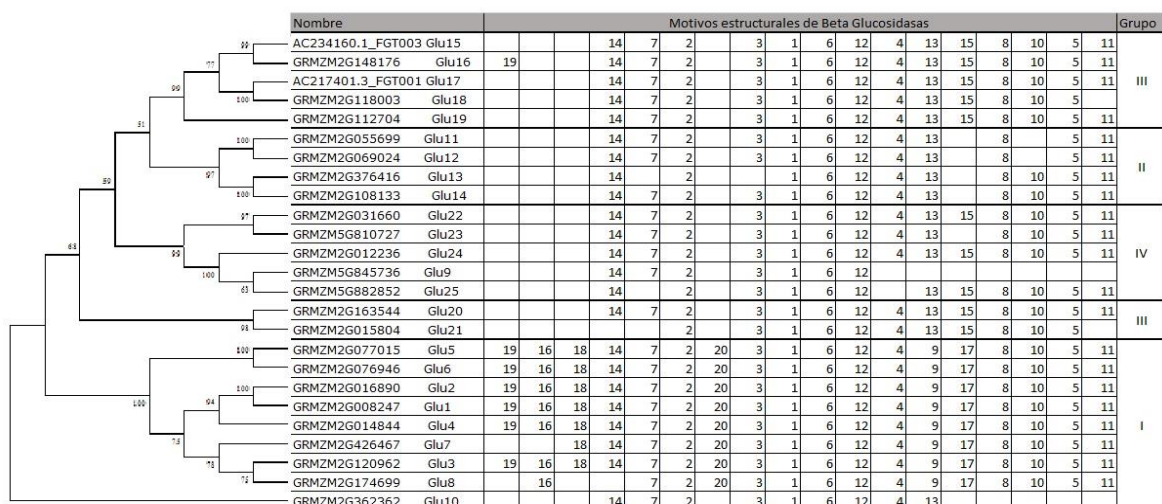 Nombre Motivos estructurales de Beta Glucosidasas Grupo
99 AC234160.1_FGT003 Glu15 14 7 2 3 1 6 12 4 13 15 8 10 5 11
77 GRMZM2G148176 Glu16 19 14 7 2 3 1 6 12 4 13 15 8 10 5 11
99 AC217401.3_FGT001 Glu17 14 7 2 3 1 6 12 4 13 15 8 10 5 11 III
100 GRMZM2G118003 Glu18 14 7 2 3 1 6 12 4 13 15 8 10 5
51 GRMZM2G112704 Glu19 14 7 2 3 1 6 12 4 13 15 8 10 5 11
100 GRMZM2G055699 Glu11 14 7 2 3 1 6 12 4 13 8 5 11
GRMZM2G069024 Glu12 14 7 2 3 1 6 12 4 13 8 5 11
97 GRMZM2G376416 Glu13 14 2 1 6 12 4 13 8 10 5 11 II
59 100 GRMZM2G108133 Glu14 14 7 2 3 1 6 12 4 13 8 10 5 11
97 GRMZM2G031660 Glu22 14 7 2 3 1 6 12 4 13 15 8 10 5 11
GRMZM5G810727 Glu23 14 7 2 3 1 6 12 4 13 8 10 5 11
68 99 GRMZM2G012236 Glu24 14 7 2 3 1 6 12 4 13 15 8 10 5 11 IV
100 GRMZM5G845736 Glu9 14 7 2 3 1 6 12
63 GRMZM5G882852 Glu25 14 2 3 1 6 12 13 15 8 10 5 11
GRMZM2G163544 Glu20 14 7 2 3 1 6 12 4 13 15 8 10 5 11
98 GRMZM2G015804 Glu21 2 3 1 6 12 4 13 15 8 10 5 III
100 GRMZM2G077015 Glu5 19 16 18 14 7 2 20 3 1 6 12 4 9 17 8 10 5 11
GRMZM2G076946 Glu6 19 16 18 14 7 2 20 3 1 6 12 4 9 17 8 10 5 11
100 GRMZM2G016890 Glu2 19 16 18 14 7 2 20 3 1 6 12 4 9 17 8 10 5 11
100 94 GRMZM2G008247 Glu1 19 16 18 14 7 2 20 3 1 6 12 4 9 17 8 10 5 11
GRMZM2G014844 Glu4 19 16 18 14 7 2 20 3 1 6 12 4 9 17 8 10 5 11 I
75 GRMZM2G426467 Glu7 18 14 7 2 20 3 1 6 12 4 9 17 8 10 5 11
78 GRMZM2G120962 Glu3 19 16 18 14 7 2 20 3 1 6 12 4 9 17 8 10 5 11
75 GRMZM2G174699 Glu8 16 7 2 20 3 1 6 12 4 9 17 8 10 5 11
GRMZM2G362362 Glu10 14 7 2 3 1 6 12 4 13